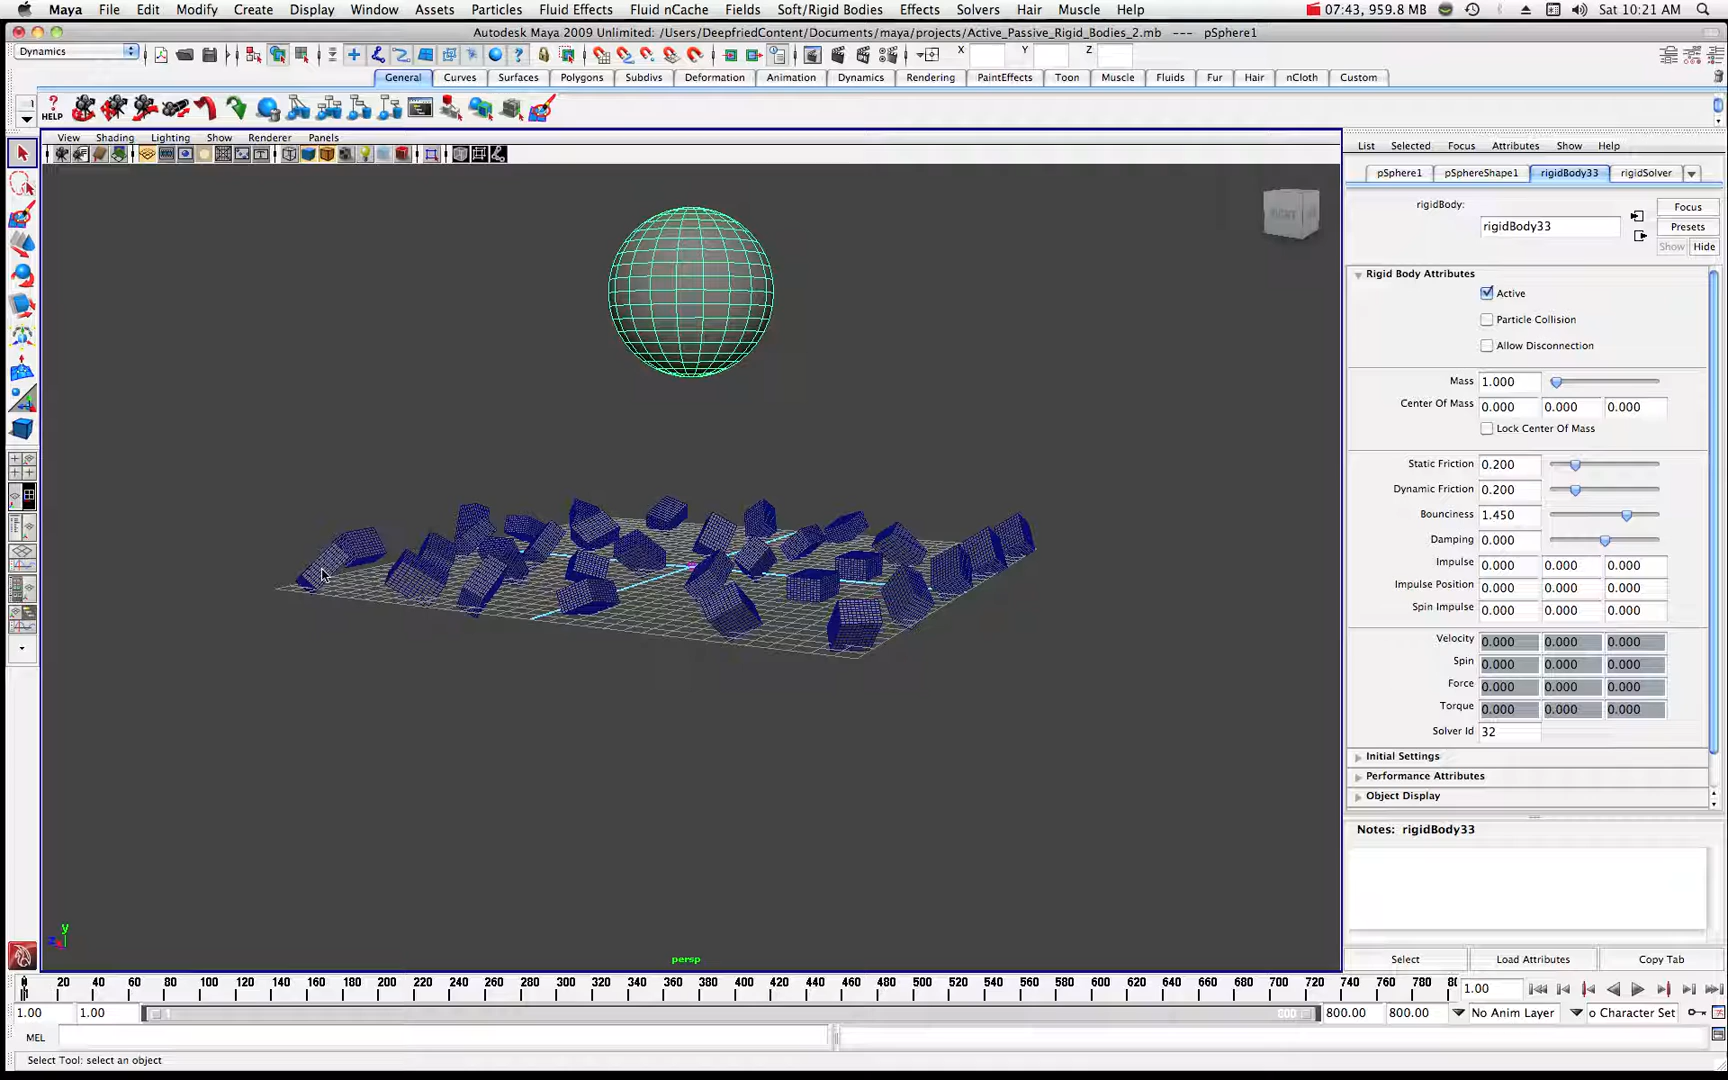 Maya File Edit Modify Create Display Window Assets Particles Fluid Effects Fluid nCache Fields Soft/Rigid Bodies Effects Solvers Hair Muscle Help 07:43, 959.8 MB Sat 10:21 AM
Autodesk Maya 2009 Unlimited: /Users/DeepfriedContent/Documents/maya/projects/Active_Passive_Rigid_Bodies_2.mb --- pSphere1
Dynamics X Y Z
General Curves Surfaces Polygons Subdivs Deformation Animation Dynamics Rendering PaintEffects Toon Muscle Fluids Fur Hair nCloth Custom
HELP
View Shading Lighting Show Renderer Panels
List Selected Focus Attributes Show Help
pSphere1 pSphereShape1 rigidBody33 rigidSolver
rigidBody: rigidBody33
Focus
Presets
Show Hide
Rigid Body Attributes
Active
Particle Collision
Allow Disconnection
Mass 1.000
Center Of Mass 0.000 0.000 0.000
Lock Center Of Mass
Static Friction 0.200
Dynamic Friction 0.200
Bounciness 1.450
Damping 0.000
Impulse 0.000 0.000 0.000
Impulse Position 0.000 0.000 0.000
Spin Impulse 0.000 0.000 0.000
Velocity 0.000 0.000 0.000
Spin 0.000 0.000 0.000
Force 0.000 0.000 0.000
Torque 0.000 0.000 0.000
Solver Id 32
Initial Settings
Performance Attributes
Object Display
Notes: rigidBody33
y
z
persp
Select Load Attributes Copy Tab
20 40 60 80 100 120 140 160 180 200 220 240 260 280 300 320 340 360 380 400 420 440 460 480 500 520 540 560 580 600 620 640 660 680 700 720 740 760 780 80 1.00
1.00 1.00 1 800 800.00 800.00 No Anim Layer o Character Set
MEL
Select Tool: select an object